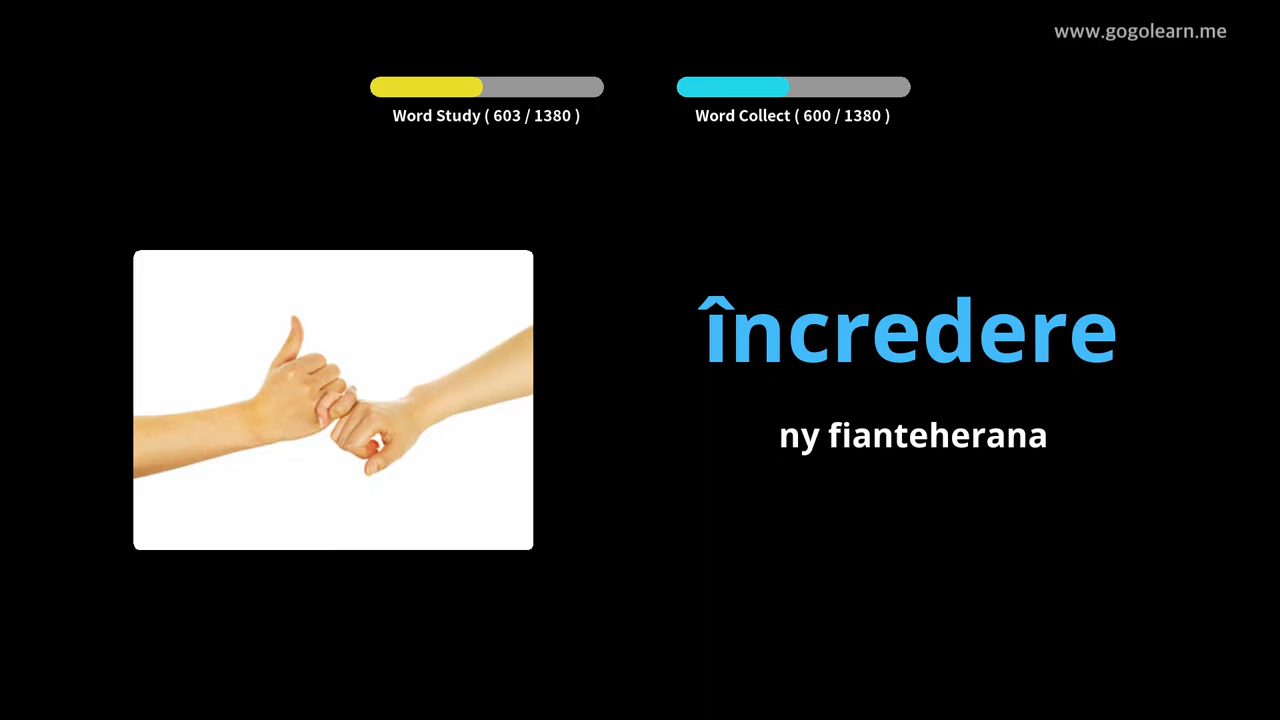 www.gogolearn.me
Word Study ( 603 / 1380 )
Word Collect ( 600 / 1380 )
încredere
ny fianteherana